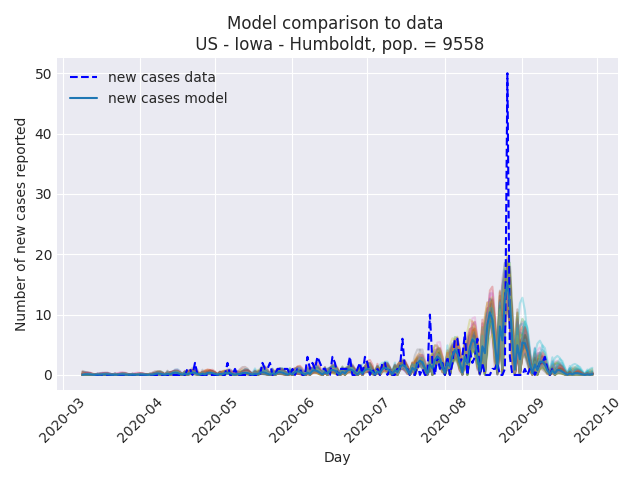 Model comparison to data
US - Iowa - Humboldt, pop. = 9558
new cases data
new cases model
Number of new cases reported
50
40
30
20
10
0
2020-03
2020-04
2020-05
2020-06
2020-07
2020-08
2020-09
2020-10
Day